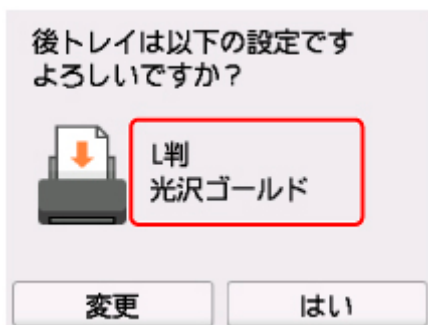 後トレイは以下の設定です
よろしいですか？
L判
光沢ゴールド
変更
はい